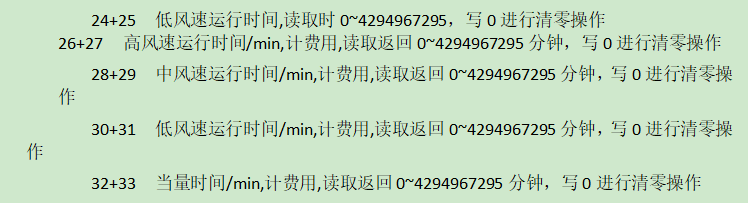 24+25 低风速运行时间,读取时 0~4294967295，写 0 进行清零操作
26+27 高风速运行时间/min,计费用,读取返回 0~4294967295 分钟，写 0 进行清零操作
28+29 中风速运行时间/min,计费用,读取返回 0~4294967295 分钟，写 0 进行清零操
作
30+31 低风速运行时间/min,计费用,读取返回 0~4294967295 分钟，写 0 进行清零操
作
32+33 当量时间/min,计费用,读取返回 0~4294967295 分钟，写 0 进行清零操作